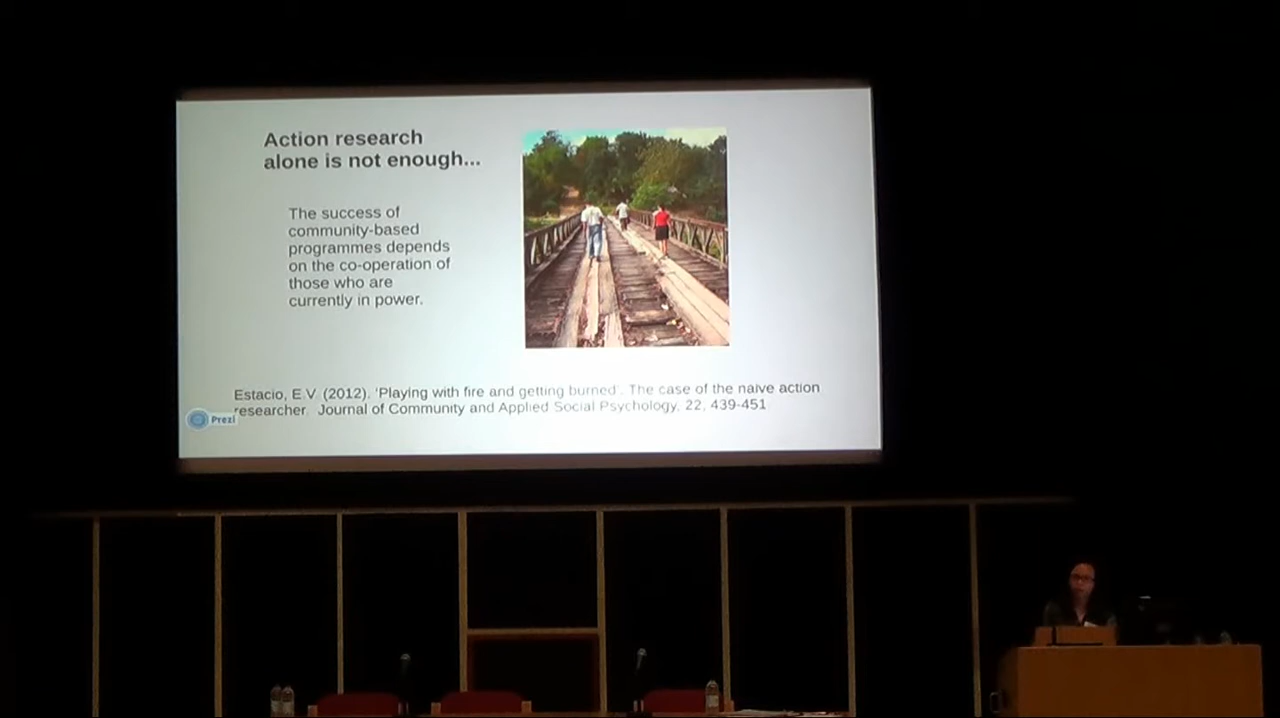 Action research
alone is not enough...
The success of
community-based
programmes depends
on the co-operation of
those who are
currently in power.
Estacio, E.V. (2012). 'Playing with fire and getting burned'. The case of the naïve action
researcher. Journal of Community and Applied Social Psychology. 22, 439-451
Prezi